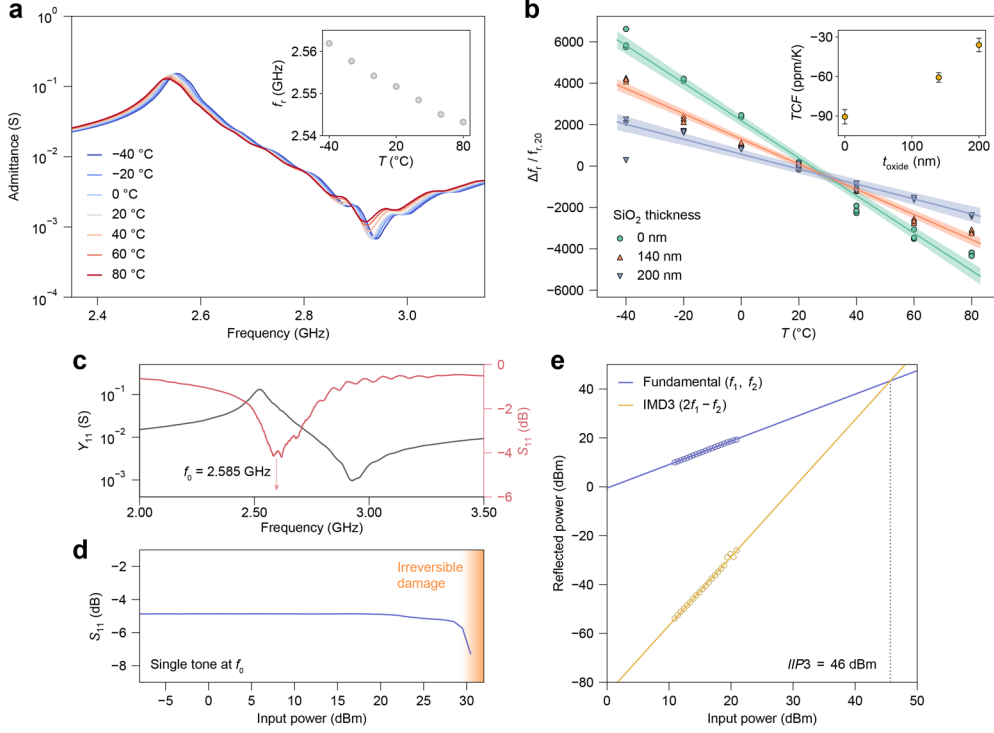 a
10⁰
10⁻¹
10⁻²
10⁻³
10⁻⁴
Admittance (S)
2.4
2.6
2.8
3.0
Frequency (GHz)
−40 °C
−20 °C
0 °C
20 °C
40 °C
60 °C
80 °C
2.56
2.55
2.54
fᵣ (GHz)
-40
20
80
T (°C)
b
6000
4000
2000
0
−2000
−4000
−6000
Δfᵣ / fᵣ,₂₀
-40
-20
0
20
40
60
80
T (°C)
SiO₂ thickness
0 nm
140 nm
200 nm
−30
−60
−90
TCF (ppm/K)
0
100
200
t_oxide (nm)
c
10⁻¹
10⁻²
10⁻³
Y₁₁ (S)
0
−2
−4
−6
S₁₁ (dB)
f₀ = 2.585 GHz
2.00
2.50
3.00
3.50
Frequency (GHz)
d
−2
−4
−6
−8
S₁₁ (dB)
Irreversible
damage
Single tone at f₀
−5
0
5
10
15
20
25
30
Input power (dBm)
e
40
20
0
−20
−40
−60
−80
Reflected power (dBm)
Fundamental (f₁, f₂)
IMD3 (2f₁ − f₂)
IIP3 = 46 dBm
0
10
20
30
40
50
Input power (dBm)